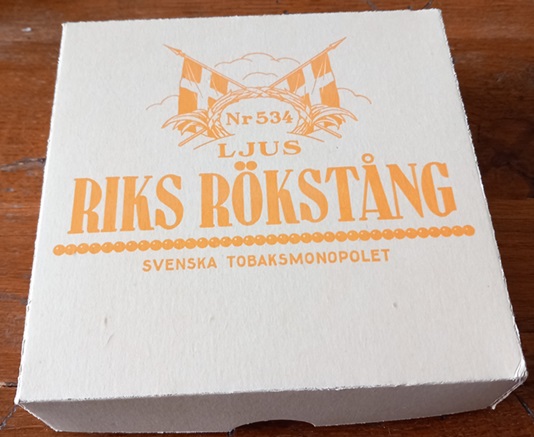 Nr 534
LJUS
RIKS RÖKSTÅNG
SVENSKA TOBAKSMONOPOLET